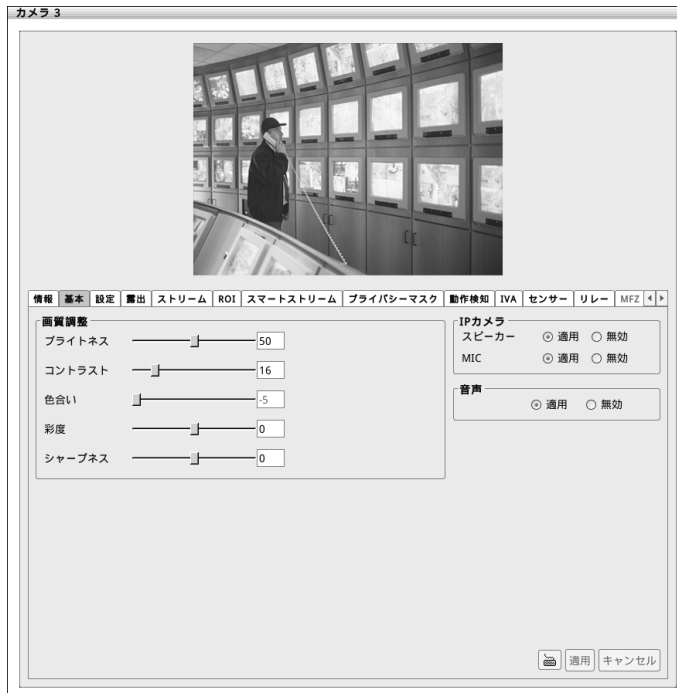 カメラ 3
情報 基本 設定 露出 ストリーム ROI スマートストリーム プライバシーマスク 動作検知 IVA センサー リレー MFZ
画質調整
ブライトネス 50
コントラスト 16
色合い -5
彩度 0
シャープネス 0
IPカメラ
スピーカー 適用 無効
MIC 適用 無効
音声
適用 無効
適用 キャンセル